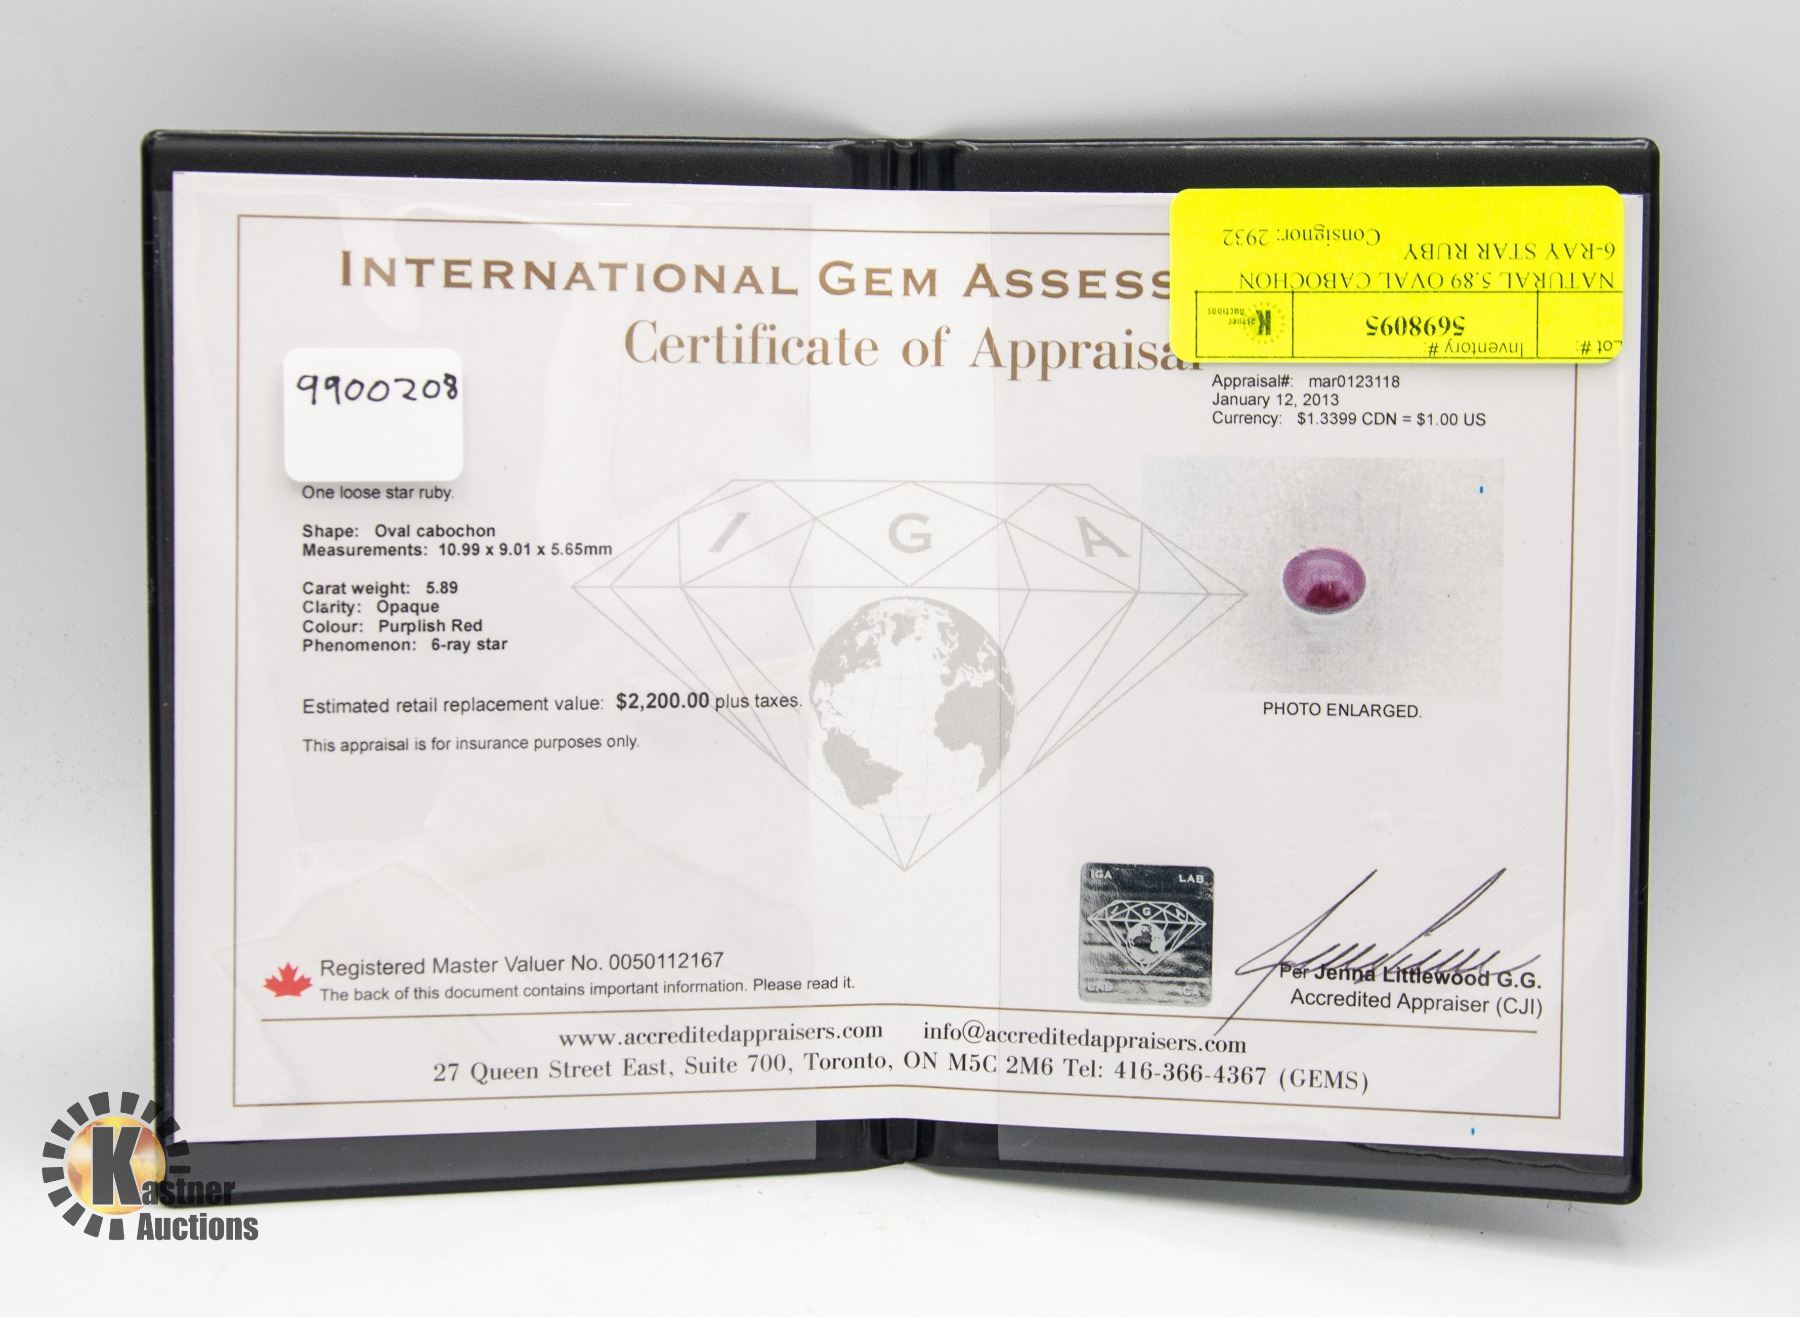 INTERNATIONAL GEM ASSESS
Certificate of Appraisal
Lot #:
Inventory #:
5698095
Kastner Auctions
NATURAL 5.89 OVAL CABOCHON
6-RAY STAR RUBY
Consignor: 2932
9900208
Appraisal#: mar0123118
January 12, 2013
Currency: $1.3399 CDN = $1.00 US
One loose star ruby.
Shape: Oval cabochon
Measurements: 10.99 x 9.01 x 5.65mm
Carat weight: 5.89
Clarity: Opaque
Colour: Purplish Red
Phenomenon: 6-ray star
I G A
Estimated retail replacement value: $2,200.00 plus taxes.
This appraisal is for insurance purposes only.
PHOTO ENLARGED.
IGA LAB
I G A
LAB IGA
Registered Master Valuer No. 0050112167
The back of this document contains important information. Please read it.
Per Jenna Littlewood G.G.
Accredited Appraiser (CJI)
www.accreditedappraisers.com info@accreditedappraisers.com
27 Queen Street East, Suite 700, Toronto, ON M5C 2M6 Tel: 416-366-4367 (GEMS)
Kastner
Auctions